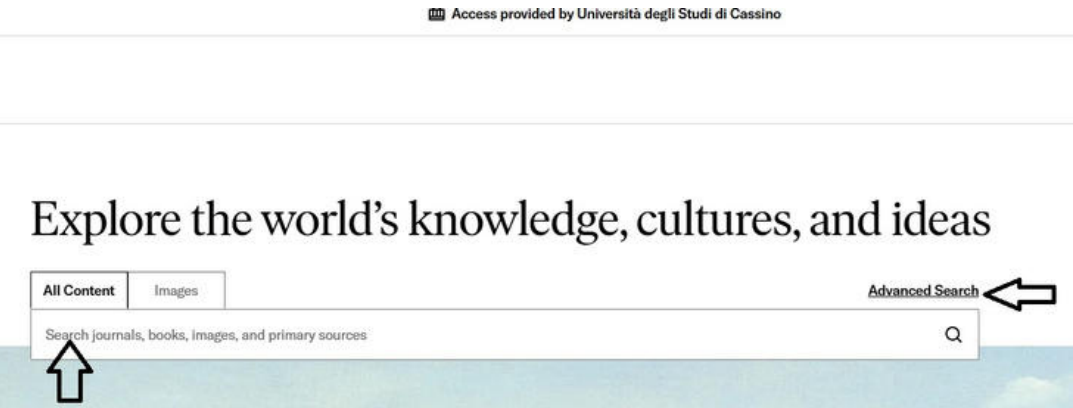 Access provided by Università degli Studi di Cassino
Explore the world's knowledge, cultures, and ideas
All Content
Images
Advanced Search
Search journals, books, images, and primary sources